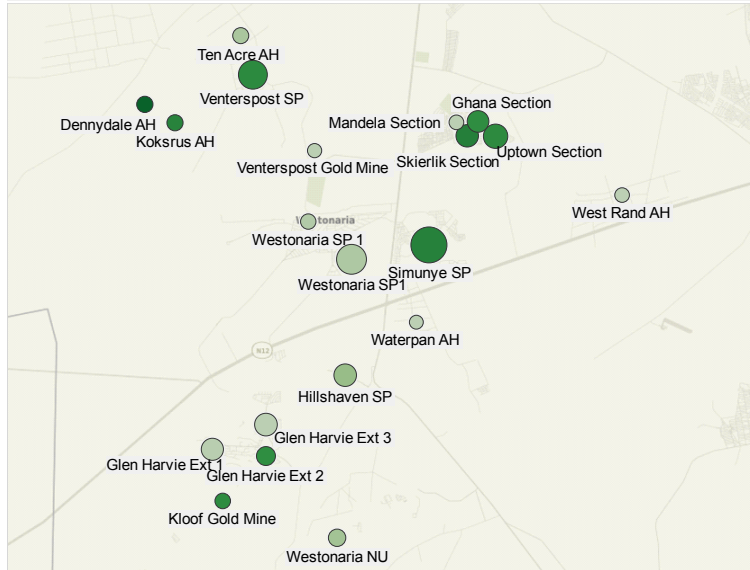 Ten Acre AH
Venterspost SP
Dennydale AH
Koksrus AH
Ghana Section
Mandela Section
Skierlik Section
Uptown Section
Venterspost Gold Mine
West Rand AH
Westonaria SP 1
Simunye SP
Westonaria SP1
Waterpan AH
N12
Hillshaven SP
Glen Harvie Ext 3
Glen Harvie Ext 1
Glen Harvie Ext 2
Kloof Gold Mine
Westonaria NU